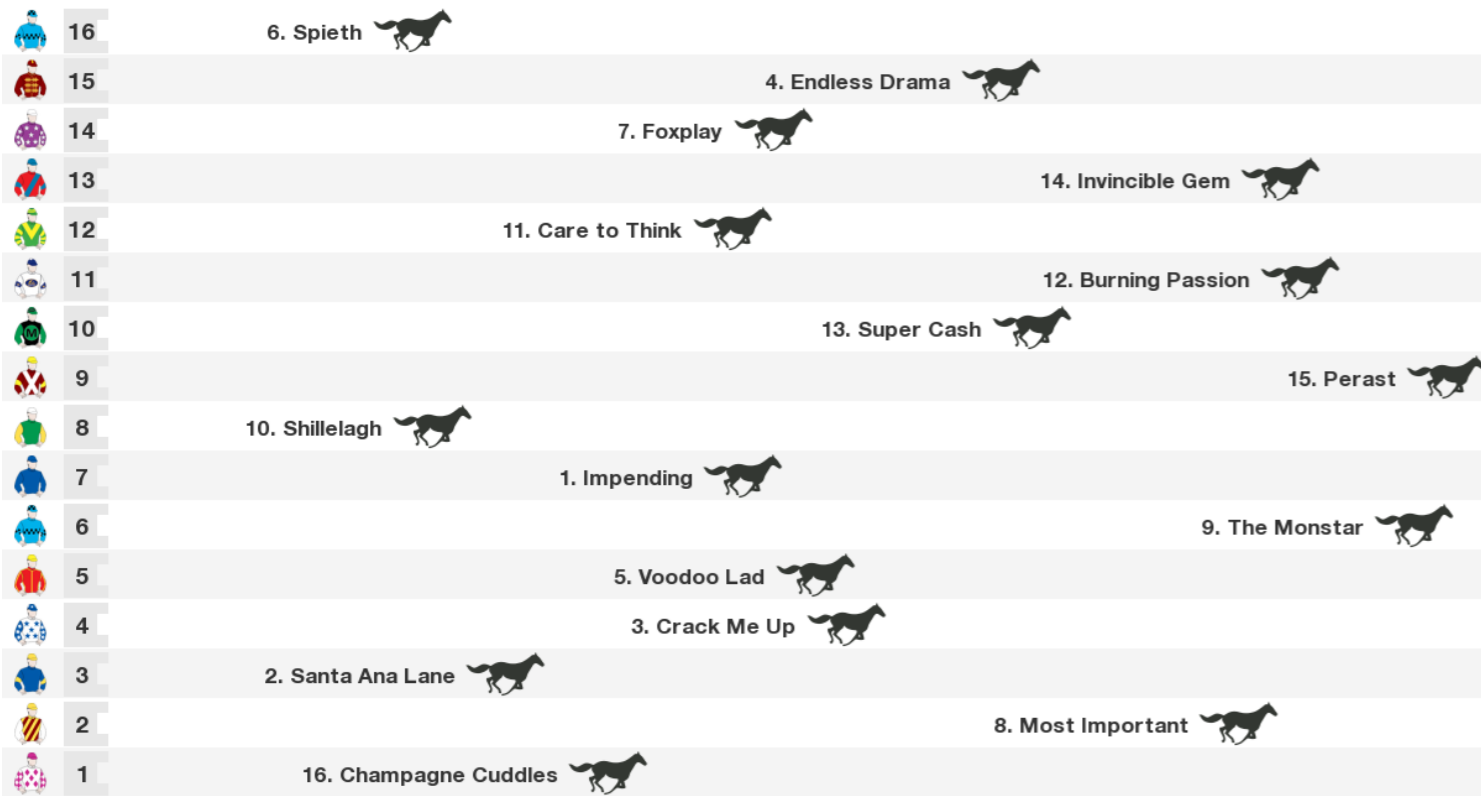 16 6. Spieth
15 4. Endless Drama
14 7. Foxplay
13 14. Invincible Gem
12 11. Care to Think
11 12. Burning Passion
10 M 13. Super Cash
9 15. Perast
8 10. Shillelagh
7 1. Impending
6 9. The Monstar
5 5. Voodoo Lad
4 3. Crack Me Up
3 2. Santa Ana Lane
2 8. Most Important
1 16. Champagne Cuddles